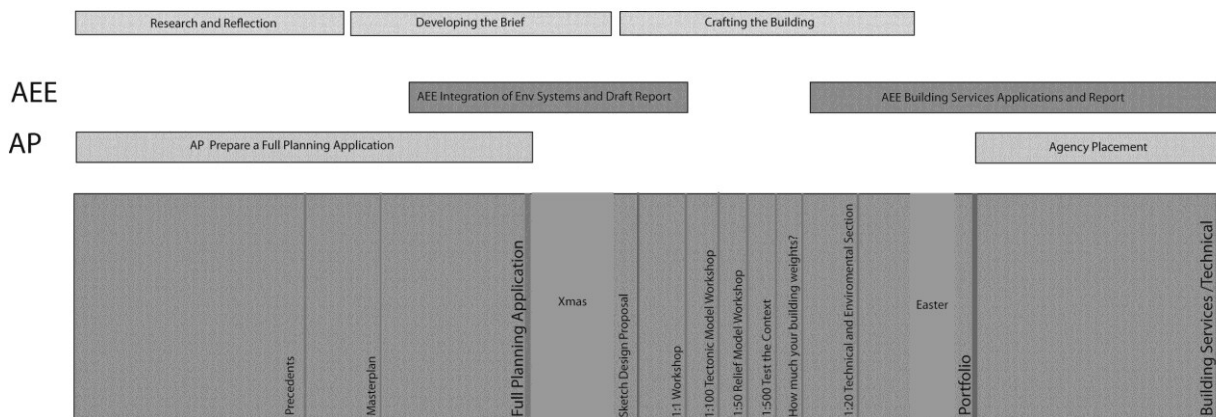 Research and Reflection
Developing the Brief
Crafting the Building
AEE
AEE Integration of Env Systems and Draft Report
AEE Building Services Applications and Report
AP
AP Prepare a Full Planning Application
Agency Placement
Precedents
Masterplan
Full Planning Application
Xmas
Sketch Design Proposal
1:1 Workshop
1:100 Tectonic Model Workshop
1:50 Relief Model Workshop
1:500 Test the Context
How much your building weights?
1:20 Technical and Enviromental Section
Easter
Portfolio
Building Services /Technical